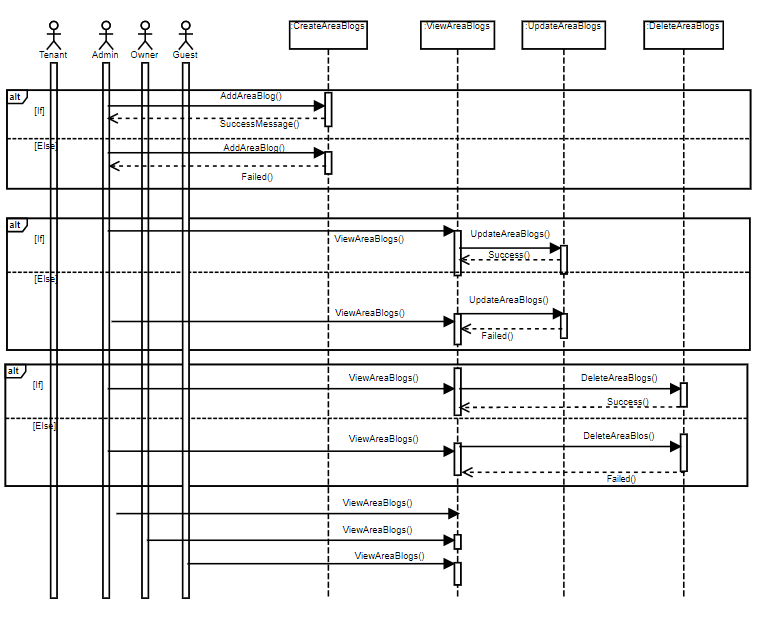 :CreateAreaBlogs
:ViewAreaBlogs
:UpdateAreaBlogs
:DeleteAreaBlogs
Tenant
Admin
Owner
Guest
alt
[If]
AddAreaBlog()
SuccessMessage()
[Else]
AddAreaBlog()
Failed()
alt
[If]
ViewAreaBlogs()
UpdateAreaBlogs()
Success()
[Else]
ViewAreaBlogs()
UpdateAreaBlogs()
Failed()
alt
[If]
ViewAreaBlogs()
DeleteAreaBlogs()
Success()
[Else]
ViewAreaBlogs()
DeleteAreaBlos()
Failed()
ViewAreaBlogs()
ViewAreaBlogs()
ViewAreaBlogs()